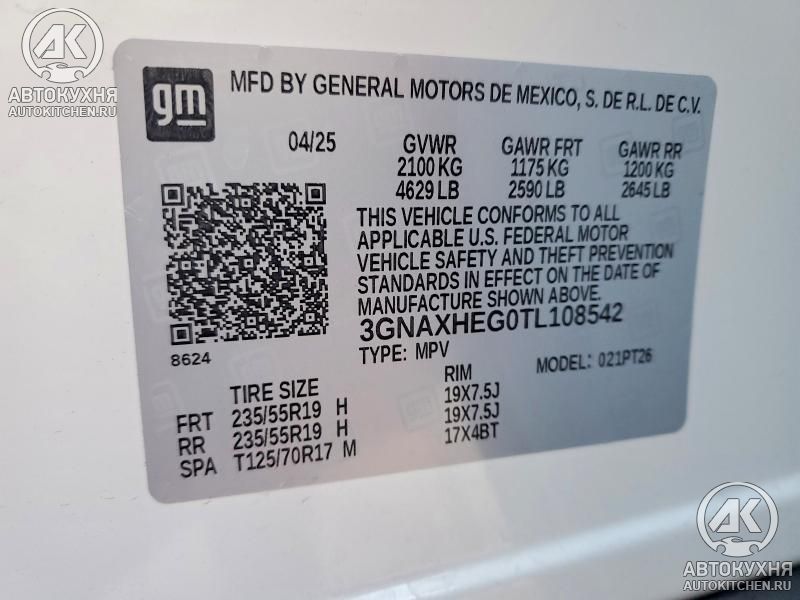 AK
АВТОКУХНЯ
AUTOKITCHEN.RU
gm
MFD BY GENERAL MOTORS DE MEXICO, S. DE R.L. DE C.V.
04/25 GVWR GAWR FRT GAWR RR
2100 KG 1175 KG 1200 KG
4629 LB 2590 LB 2645 LB
THIS VEHICLE CONFORMS TO ALL
APPLICABLE U.S. FEDERAL MOTOR
VEHICLE SAFETY AND THEFT PREVENTION
STANDARDS IN EFFECT ON THE DATE OF
MANUFACTURE SHOWN ABOVE.
3GNAXHEG0TL108542
8624 TYPE: MPV MODEL: 021PT26
TIRE SIZE RIM
FRT 235/55R19 H 19X7.5J
RR 235/55R19 H 19X7.5J
SPA T125/70R17 M 17X4BT
AK
АВТОКУХНЯ
AUTOKITCHEN.RU